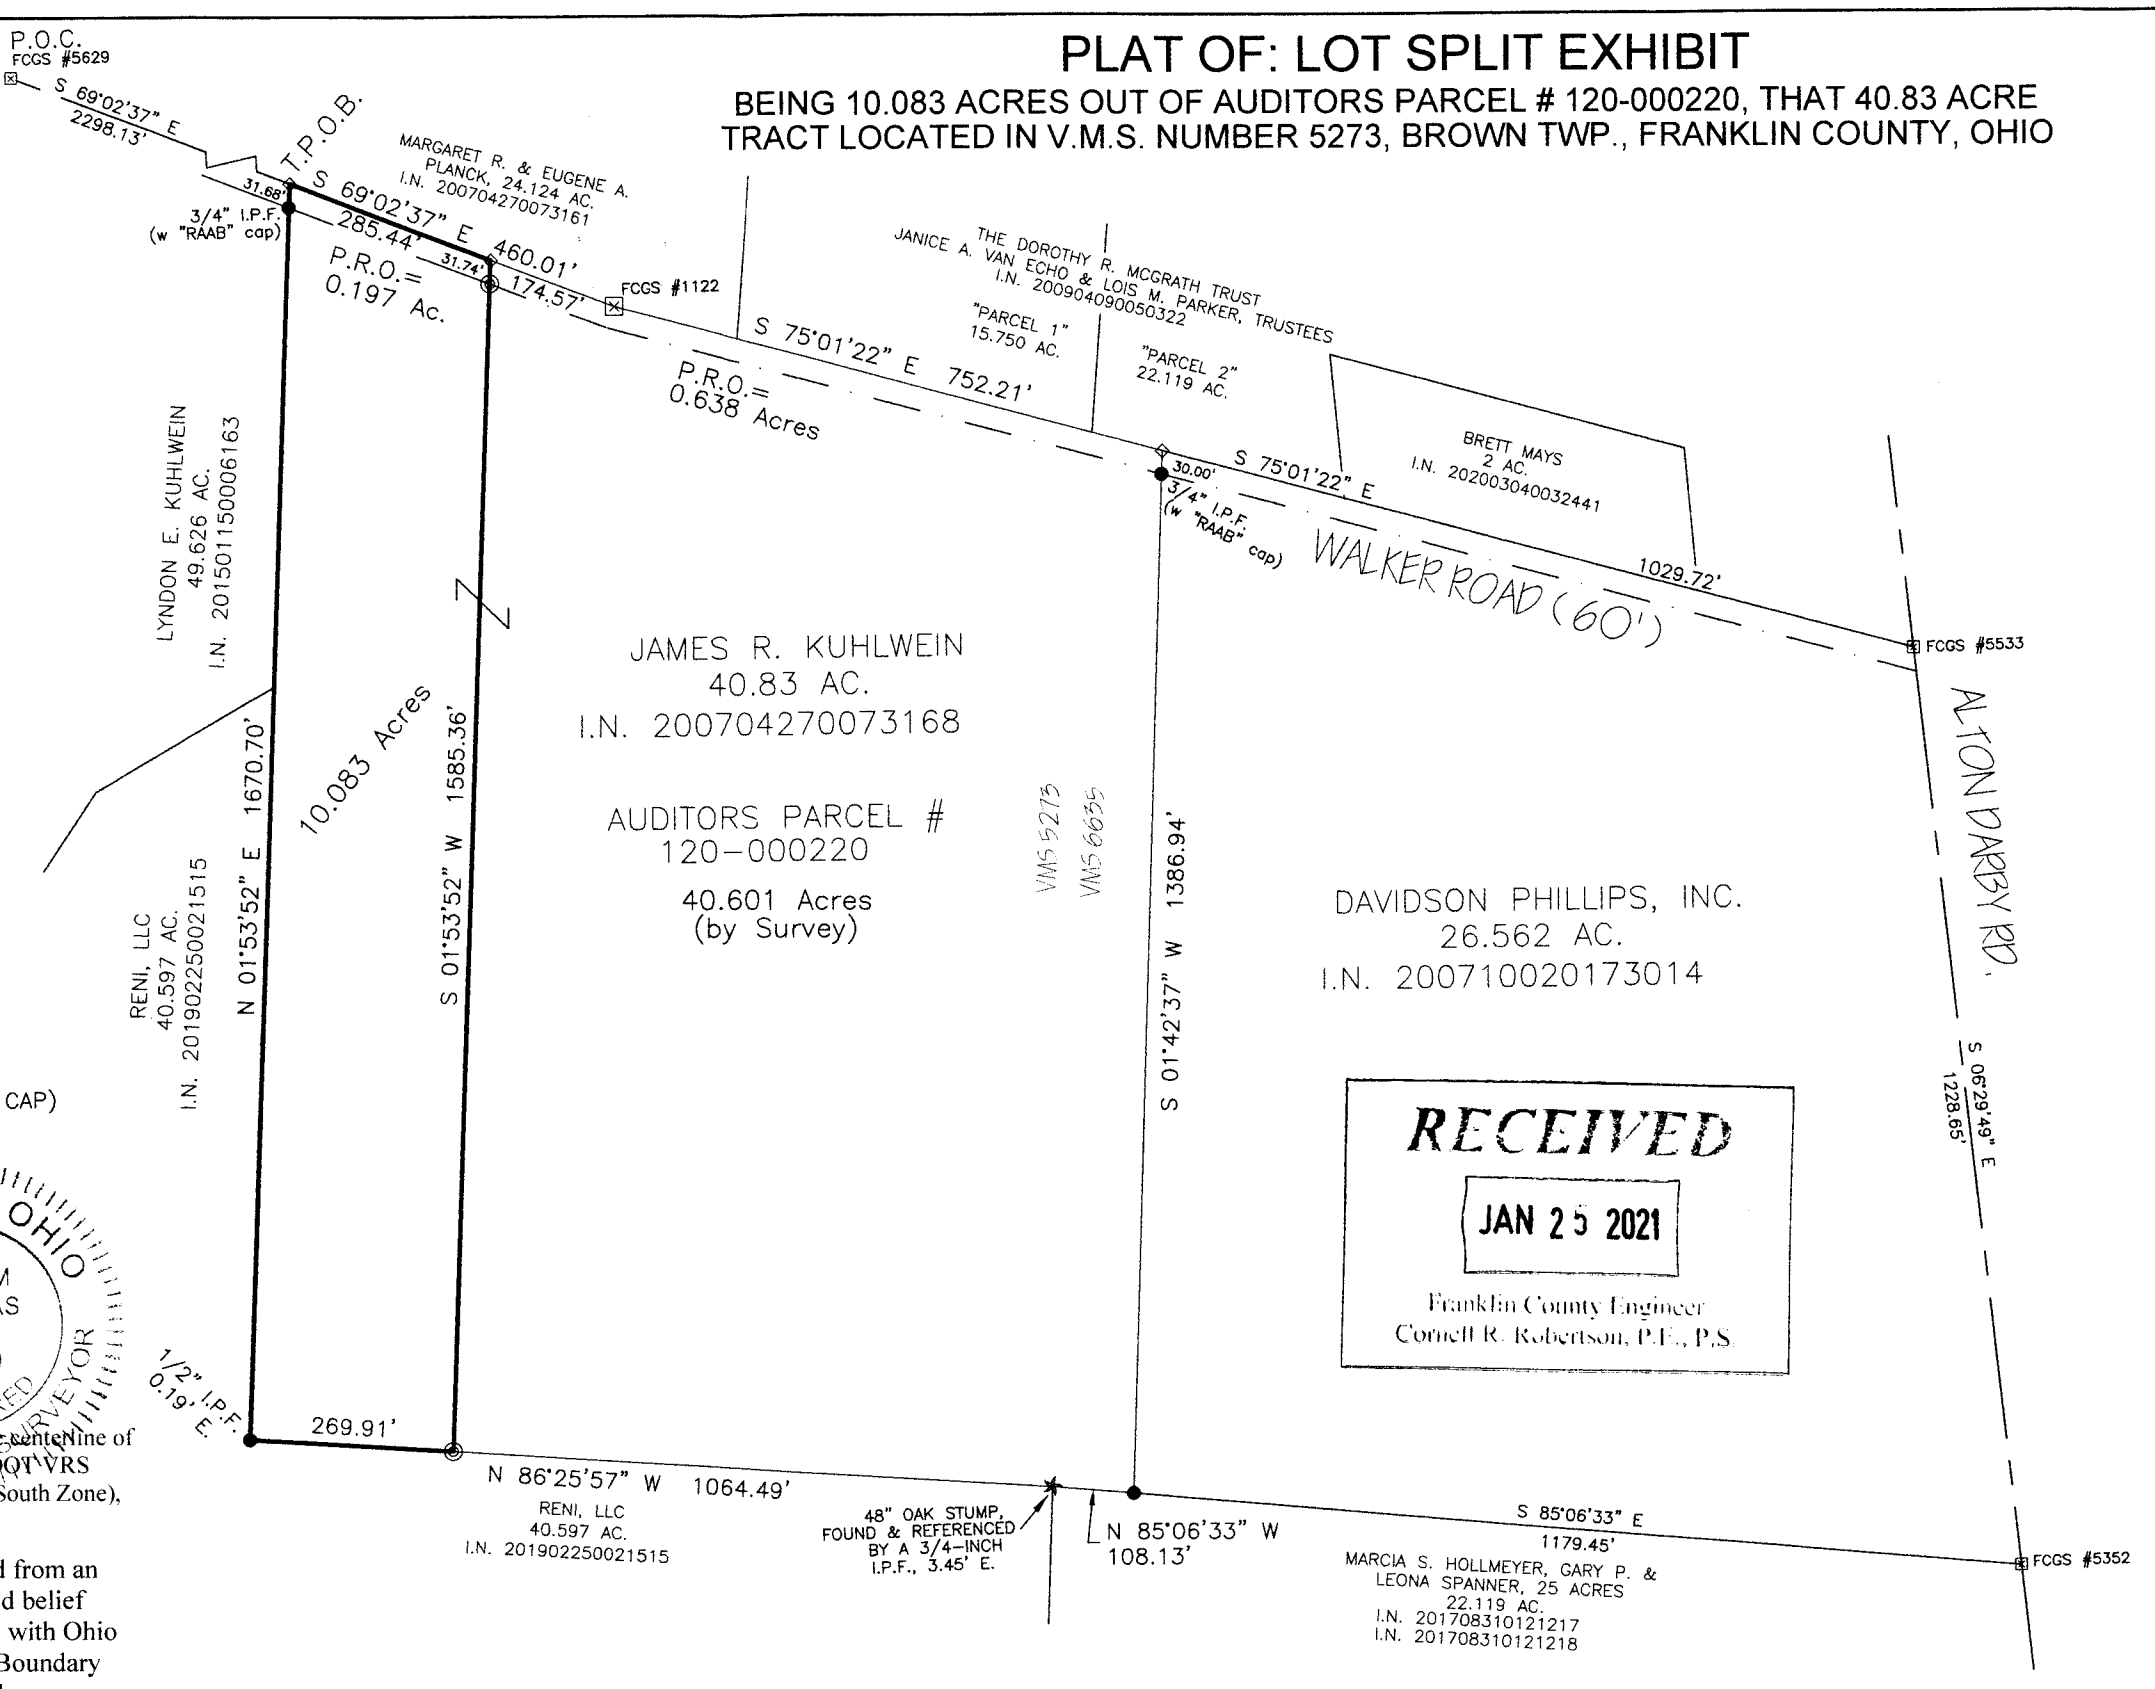 PLAT OF: LOT SPLIT EXHIBIT
BEING 10.083 ACRES OUT OF AUDITORS PARCEL # 120-000220, THAT 40.83 ACRE
TRACT LOCATED IN V.M.S. NUMBER 5273, BROWN TWP., FRANKLIN COUNTY, OHIO
P.O.C.
FCGS #5629
S 69°02'37" E
2298.13'
T.P.O.B.
MARGARET R. & EUGENE A.
PLANCK, 24.124 AC.
I.N. 200704270073161
S 69°02'37" E 460.01'
31.68'
285.44'
3/4" I.P.F.
(w "RAAB" cap)
P.R.O.=
0.197 Ac.
31.74'
174.57'
FCGS #1122
THE DOROTHY R. MCGRATH TRUST
JANICE A. VAN ECHO & LOIS M. PARKER, TRUSTEES
I.N. 200904090050322
"PARCEL 1"
15.750 AC.
"PARCEL 2"
22.119 AC.
S 75°01'22" E 752.21'
P.R.O.=
0.638 Acres
BRETT MAYS
2 AC.
I.N. 202003040032441
S 75°01'22" E
1029.72'
30.00'
3/4" I.P.F.
(w "RAAB" cap)
WALKER ROAD (60')
FCGS #5533
ALTON DARBY RD.
S 06°29'49" E
1228.65'
LYNDON E. KUHLWEIN
49.626 AC.
I.N. 201501150006163
RENI, LLC
40.597 AC.
I.N. 201902250021515
N 01°53'52" E 1670.70'
10.083 Acres
S 01°53'52" W 1585.36'
JAMES R. KUHLWEIN
40.83 AC.
I.N. 200704270073168
AUDITORS PARCEL #
120-000220
40.601 Acres
(by Survey)
VMS 5273
VMS 6635
S 01°42'37" W 1386.94'
DAVIDSON PHILLIPS, INC.
26.562 AC.
I.N. 200710020173014
RECEIVED
JAN 25 2021
Franklin County Engineer
Cornell R. Robertson, P.E., P.S.
CAP)
OHIO
SURVEYOR
1/2" I.P.F.
0.19' E.
269.91'
centerline of
VRS
South Zone),
from an
d belief
with Ohio
Boundary
N 86°25'57" W 1064.49'
RENI, LLC
40.597 AC.
I.N. 201902250021515
48" OAK STUMP,
FOUND & REFERENCED
BY A 3/4-INCH
I.P.F., 3.45' E.
N 85°06'33" W
108.13'
S 85°06'33" E
1179.45'
FCGS #5352
MARCIA S. HOLLMEYER, GARY P. &
LEONA SPANNER, 25 ACRES
22.119 AC.
I.N. 201708310121217
I.N. 201708310121218